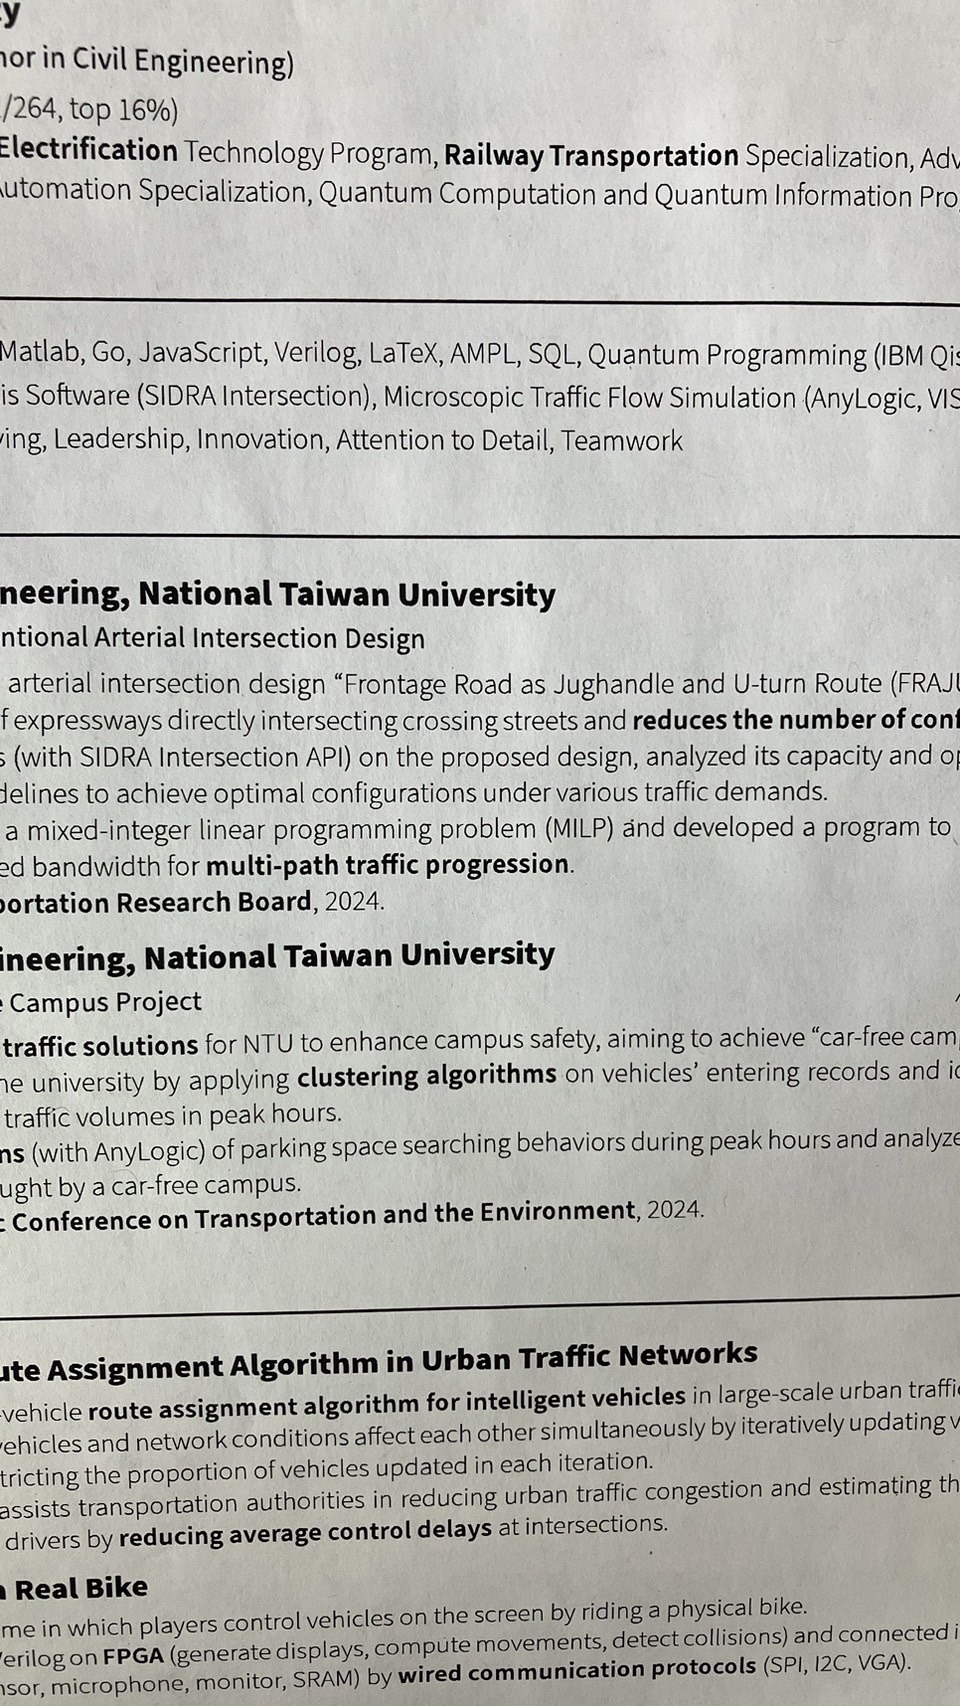 ty
nor in Civil Engineering)
/264, top 16%)
Electrification Technology Program, Railway Transportation Specialization, Adv
Automation Specialization, Quantum Computation and Quantum Information Pro
Matlab, Go, JavaScript, Verilog, LaTeX, AMPL, SQL, Quantum Programming (IBM Qis
is Software (SIDRA Intersection), Microscopic Traffic Flow Simulation (AnyLogic, VIS
ving, Leadership, Innovation, Attention to Detail, Teamwork
neering, National Taiwan University
ntional Arterial Intersection Design
arterial intersection design “Frontage Road as Jughandle and U-turn Route (FRAJU
f expressways directly intersecting crossing streets and reduces the number of conf
s (with SIDRA Intersection API) on the proposed design, analyzed its capacity and op
delines to achieve optimal configurations under various traffic demands.
a mixed-integer linear programming problem (MILP) and developed a program to
ed bandwidth for multi-path traffic progression.
portation Research Board, 2024.
ineering, National Taiwan University
e Campus Project
traffic solutions for NTU to enhance campus safety, aiming to achieve “car-free cam
he university by applying clustering algorithms on vehicles’ entering records and id
traffic volumes in peak hours.
ns (with AnyLogic) of parking space searching behaviors during peak hours and analyze
ught by a car-free campus.
c Conference on Transportation and the Environment, 2024.
ute Assignment Algorithm in Urban Traffic Networks
-vehicle route assignment algorithm for intelligent vehicles in large-scale urban traffi
vehicles and network conditions affect each other simultaneously by iteratively updating v
tricting the proportion of vehicles updated in each iteration.
assists transportation authorities in reducing urban traffic congestion and estimating th
drivers by reducing average control delays at intersections.
a Real Bike
me in which players control vehicles on the screen by riding a physical bike.
Verilog on FPGA (generate displays, compute movements, detect collisions) and connected i
nsor, microphone, monitor, SRAM) by wired communication protocols (SPI, I2C, VGA).